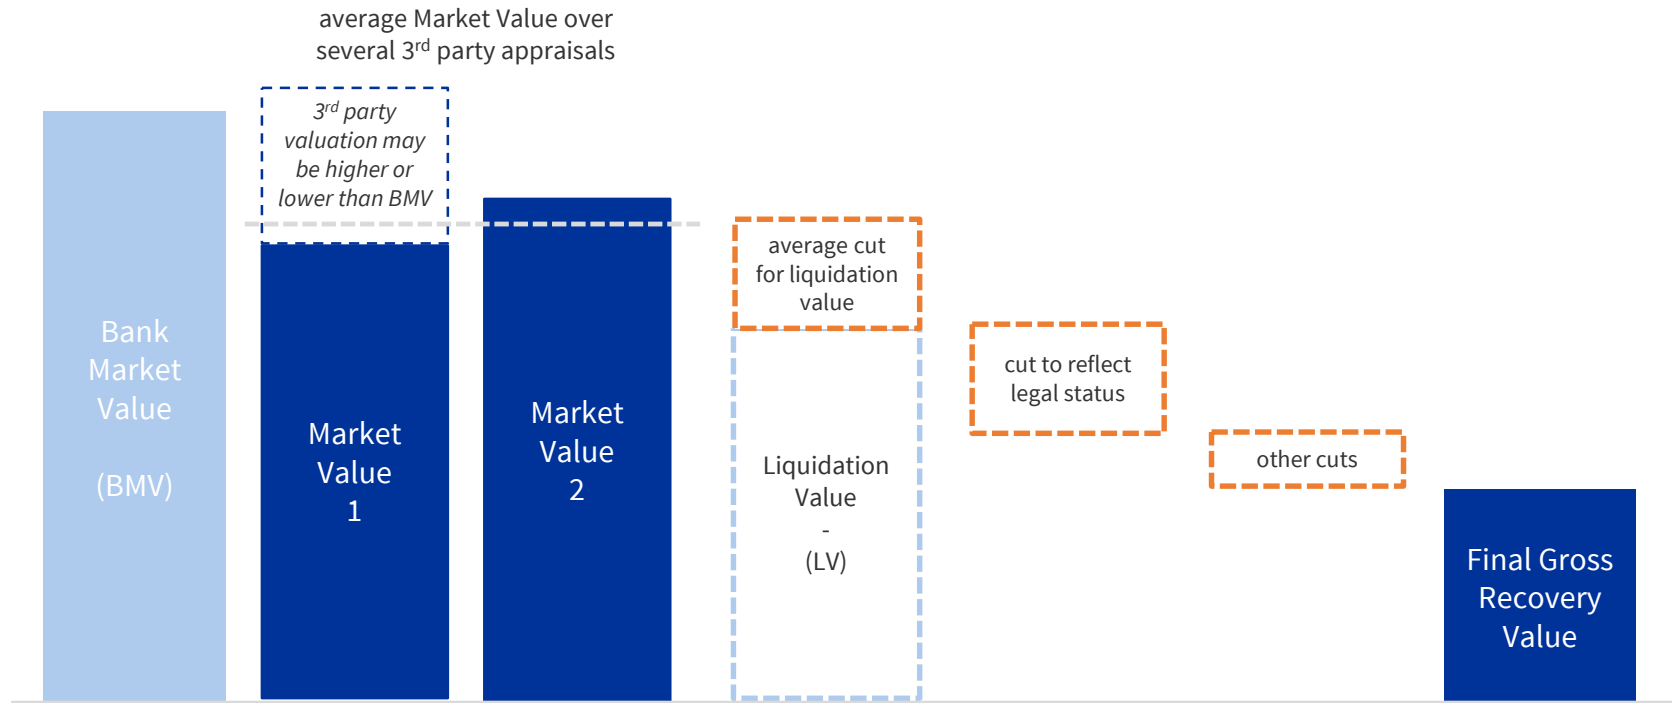 average Market Value over
several 3rd party appraisals
3rd party
valuation may
be higher or
lower than BMV
Bank
Market
Value
(BMV)
Market
Value
1
Market
Value
2
average cut
for liquidation
value
Liquidation
Value
-
(LV)
cut to reflect
legal status
other cuts
Final Gross
Recovery
Value